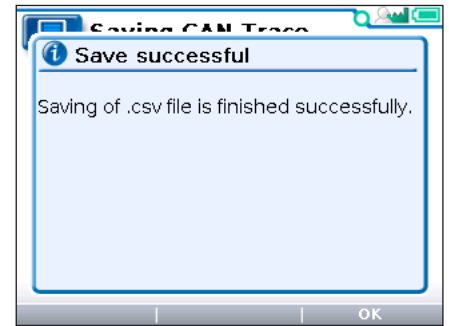 Saving CAN Trace
Save successful
Saving of .csv file is finished successfully.
OK